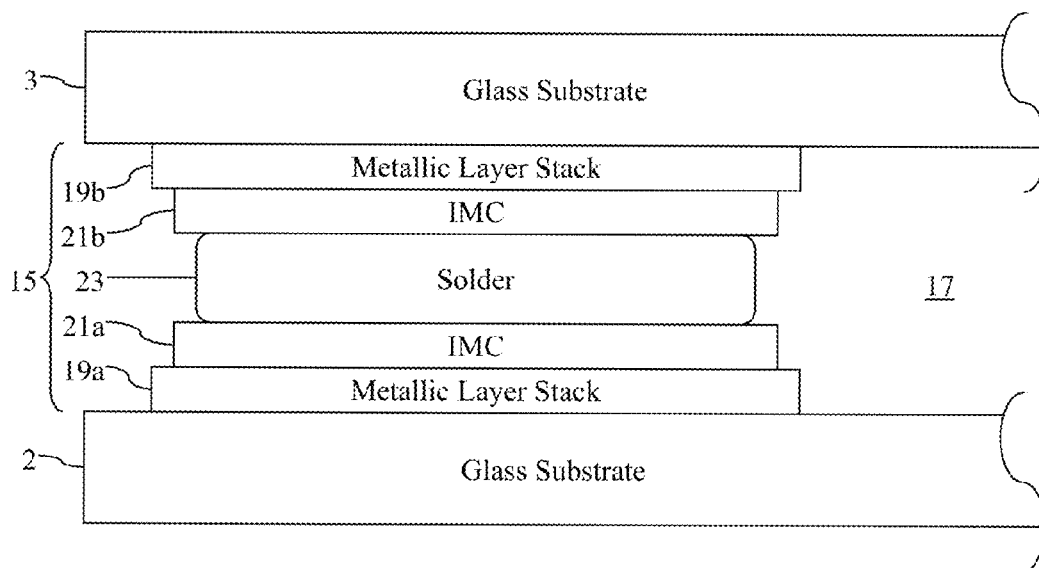 3
Glass Substrate
Metallic Layer Stack
19b
IMC
21b
15
23
Solder
17
21a
IMC
19a
Metallic Layer Stack
2
Glass Substrate